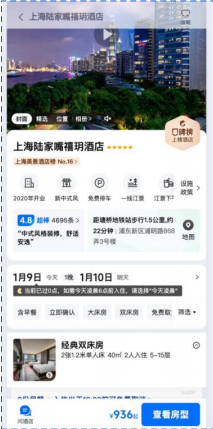 上海陆家嘴禧玥酒店
收藏
封面 精选 位置 相册
口碑榜
上榜酒店
上海陆家嘴禧玥酒店
上海美景酒店榜 No.16
2020年开业 新中式风 免费停车 一线江景 江景下 设施政策
4.8 超棒 4695条
“中式风格装修，舒适安逸”
距塘桥地铁站步行1.5公里，约22分钟 | 浦东新区浦明路868弄3号楼
地图
1月9日 今天 1晚 1月10日 明天
当前已过0点，如需今天凌晨6点前入住，请选择“今天凌晨”
含早餐 立即确认 大床房 双床房 免费取 筛选
经典双床房
2张1.2米单人床 40㎡ 2人入住 5-15层
问酒店
¥936起
查看房型